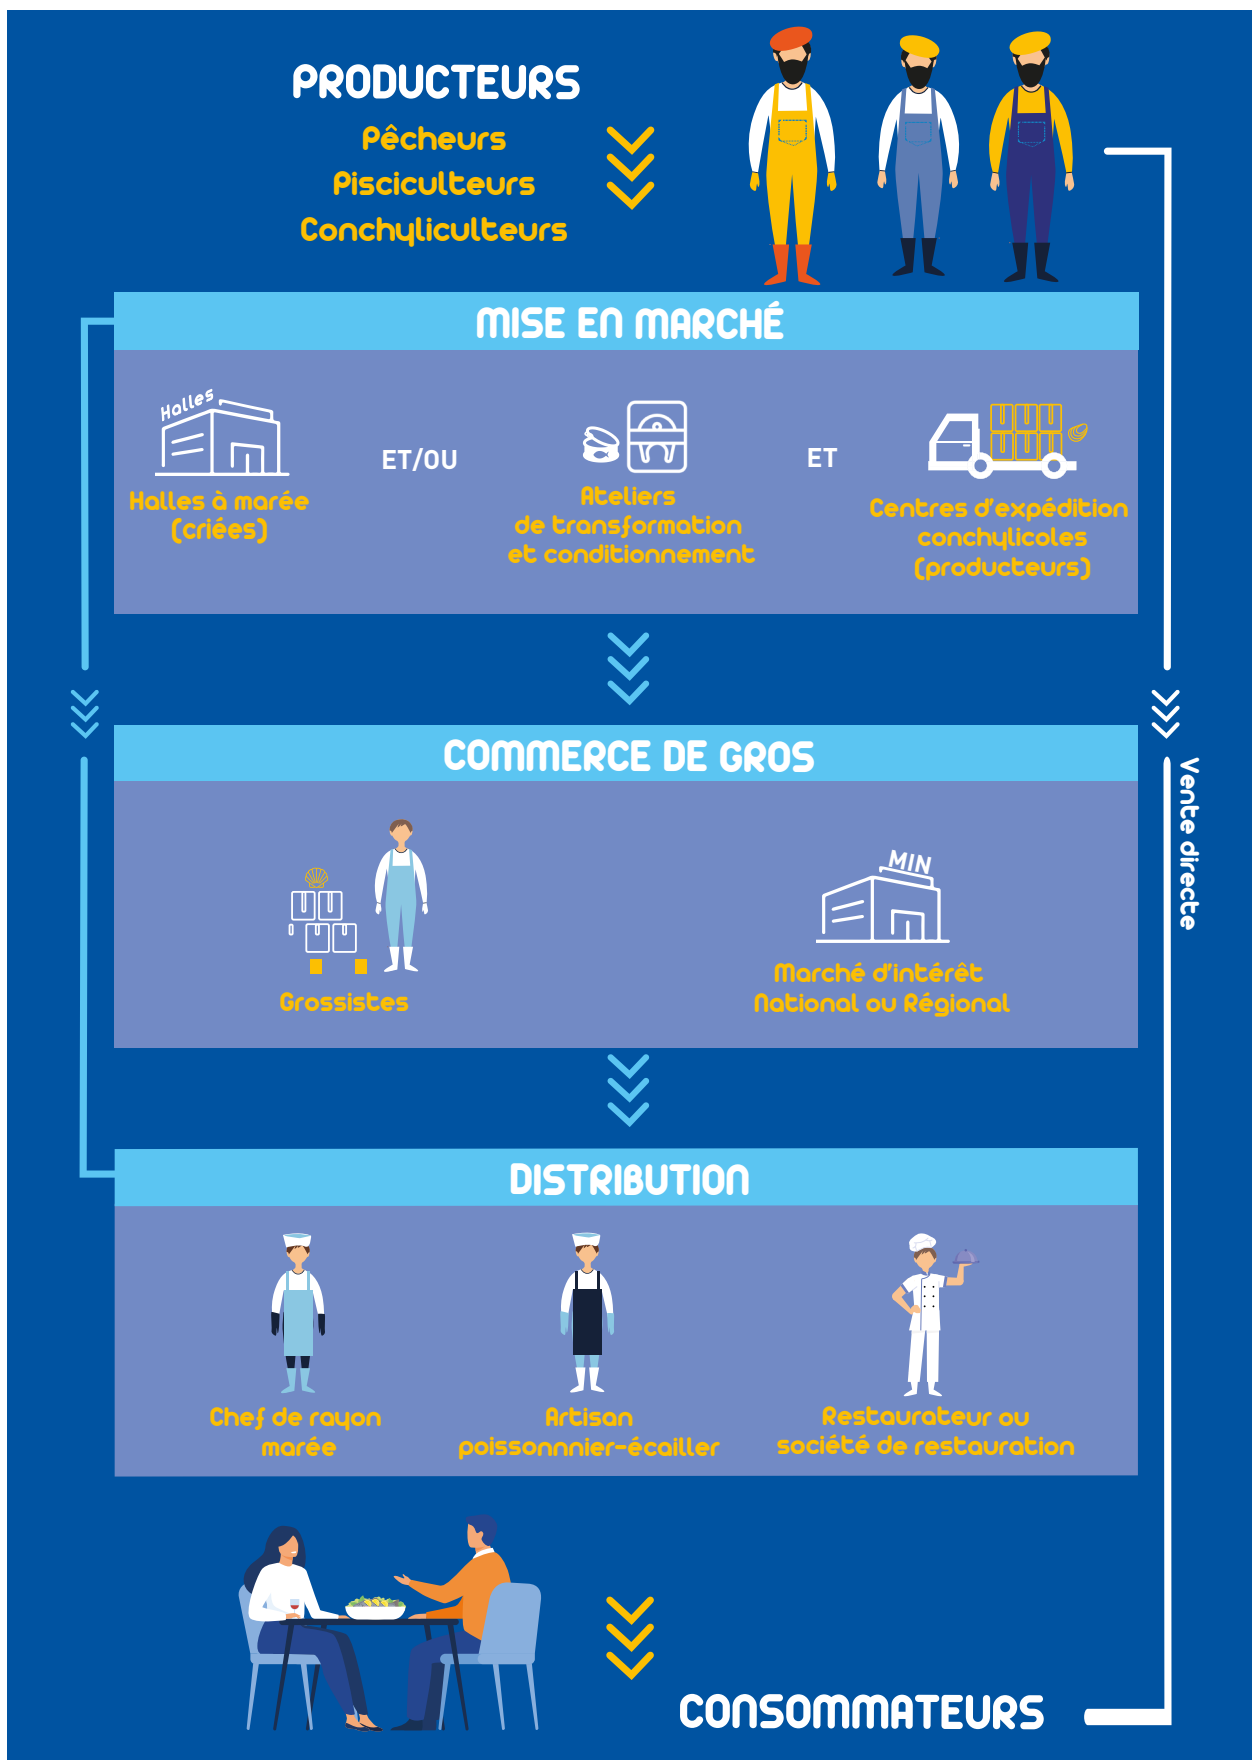 PRODUCTEURS
Pêcheurs
Pisciculteurs
Conchyliculteurs
MISE EN MARCHÉ
Halles
Halles à marée
(criées)
ET/OU
Ateliers
de transformation
et conditionnement
ET
Centres d'expédition
conchylicoles
(producteurs)
COMMERCE DE GROS
Grossistes
MIN
Marché d'intérêt
National ou Régional
Vente directe
DISTRIBUTION
Chef de rayon
marée
Artisan
poissonnnier-écailler
Restaurateur ou
société de restauration
CONSOMMATEURS